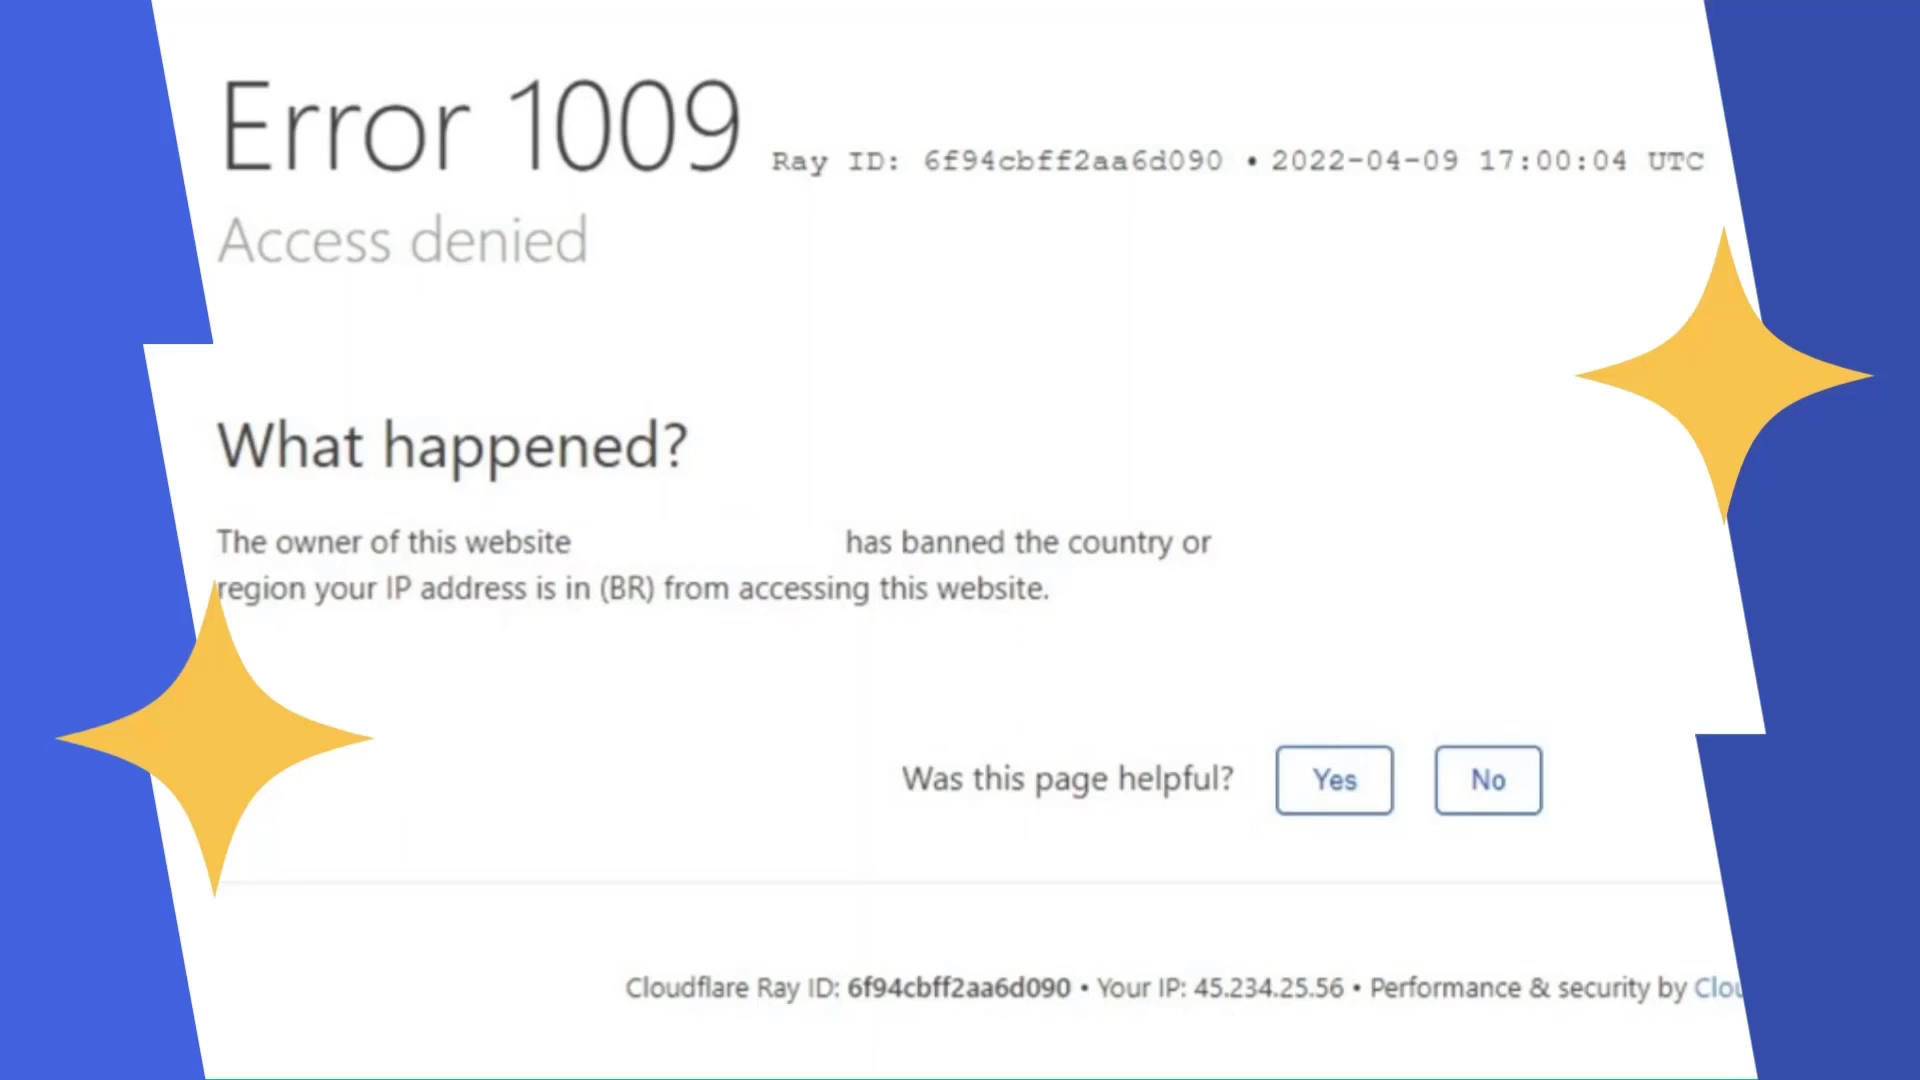 Error 1009 Ray ID: 6f94cbff2aa6d090 • 2022-04-09 17:00:04 UTC
Access denied
What happened?
The owner of this website has banned the country or
region your IP address is in (BR) from accessing this website.
Was this page helpful? Yes No
Cloudflare Ray ID: 6f94cbff2aa6d090 • Your IP: 45.234.25.56 • Performance & security by Clou